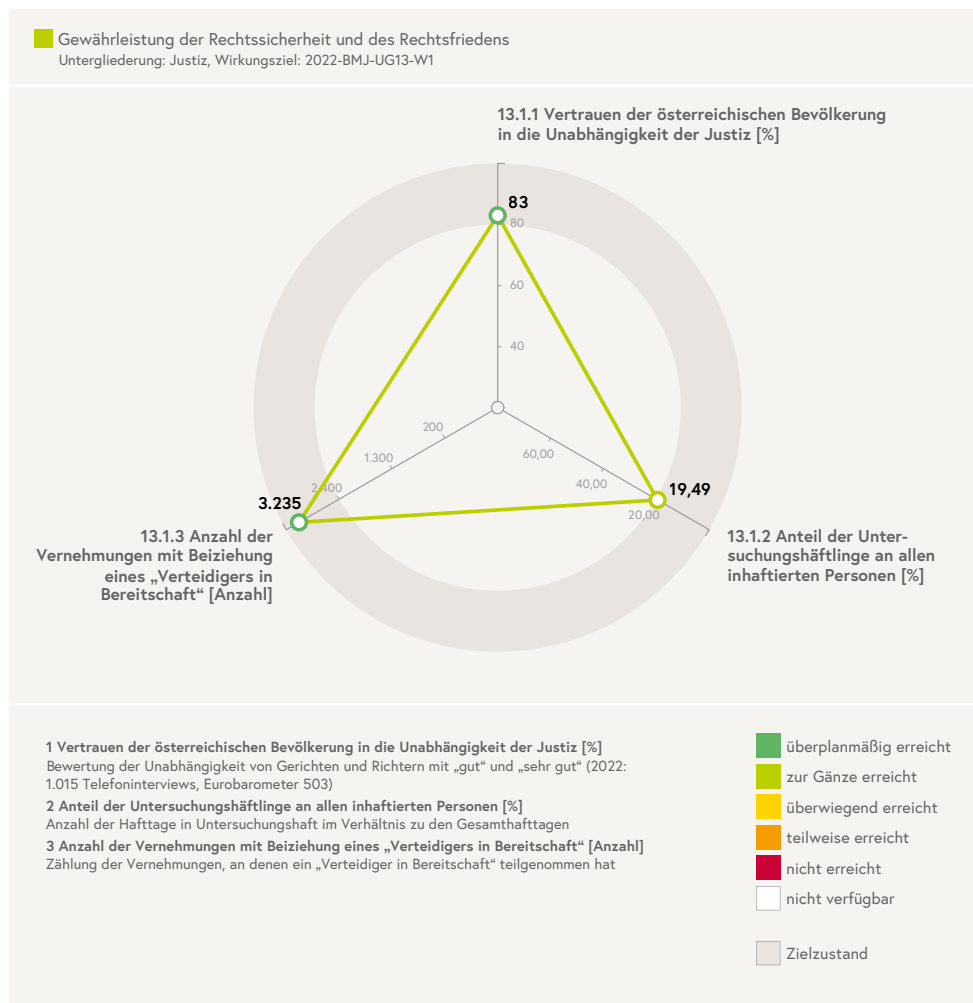 Gewährleistung der Rechtssicherheit und des Rechtsfriedens
Untergliederung: Justiz, Wirkungsziel: 2022-BMJ-UG13-W1
13.1.1 Vertrauen der österreichischen Bevölkerung
in die Unabhängigkeit der Justiz [%]
83
80
60
40
200
1.300
2.400
3.235
60,00
40,00
20,00
19,49
13.1.3 Anzahl der
Vernehmungen mit Beiziehung
eines „Verteidigers in
Bereitschaft“ [Anzahl]
13.1.2 Anteil der Unter-
suchungshäftlinge an allen
inhaftierten Personen [%]
1 Vertrauen der österreichischen Bevölkerung in die Unabhängigkeit der Justiz [%]
Bewertung der Unabhängigkeit von Gerichten und Richtern mit „gut“ und „sehr gut“ (2022:
1.015 Telefoninterviews, Eurobarometer 503)
2 Anteil der Untersuchungshäftlinge an allen inhaftierten Personen [%]
Anzahl der Hafttage in Untersuchungshaft im Verhältnis zu den Gesamthafttagen
3 Anzahl der Vernehmungen mit Beiziehung eines „Verteidigers in Bereitschaft“ [Anzahl]
Zählung der Vernehmungen, an denen ein „Verteidiger in Bereitschaft“ teilgenommen hat
überplanmäßig erreicht
zur Gänze erreicht
überwiegend erreicht
teilweise erreicht
nicht erreicht
nicht verfügbar
Zielzustand